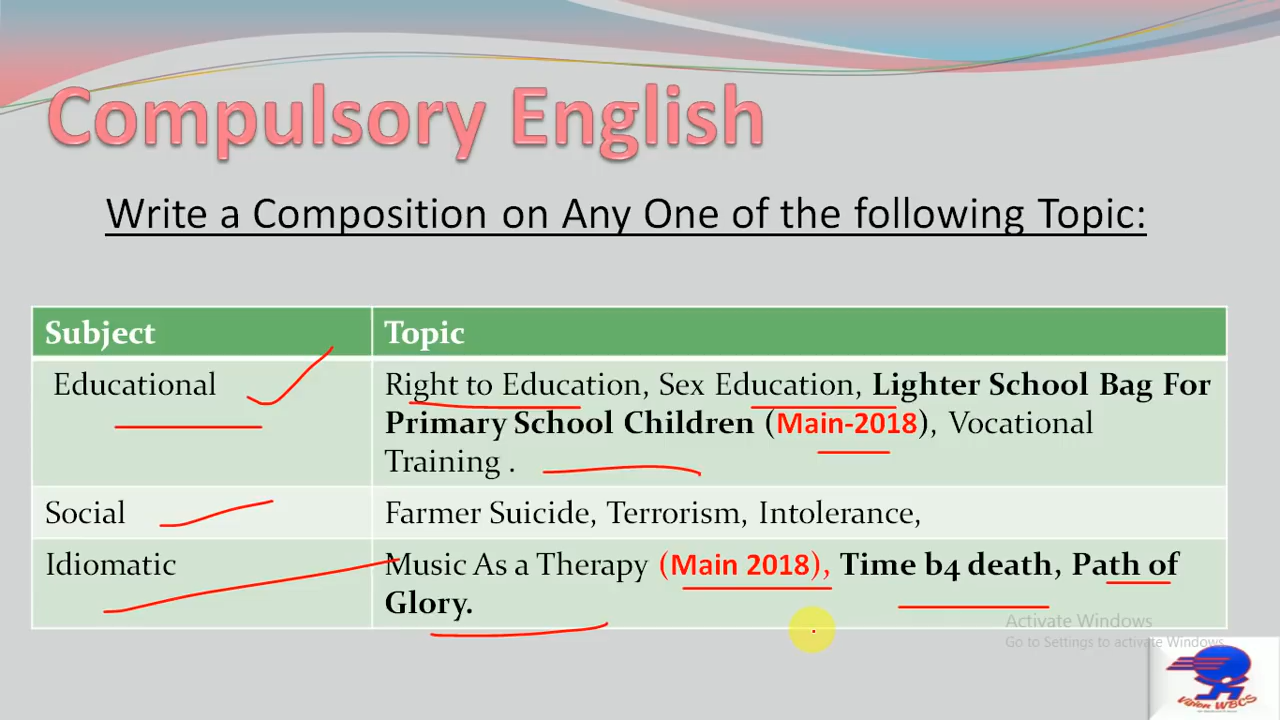 Compulsory English
Write a Composition on Any One of the following Topic:
Subject
Topic
Educational
Right to Education, Sex Education, Lighter School Bag For
Primary School Children (Main-2018), Vocational
Training .
Social
Farmer Suicide, Terrorism, Intolerance,
Idiomatic
Music As a Therapy (Main 2018), Time b4 death, Path of
Glory.
Activate Windows
Go to Settings to activate Windows.
Vision WBCS